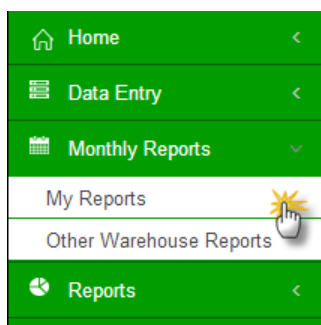 Home
Data Entry
Monthly Reports
My Reports
Other Warehouse Reports
Reports